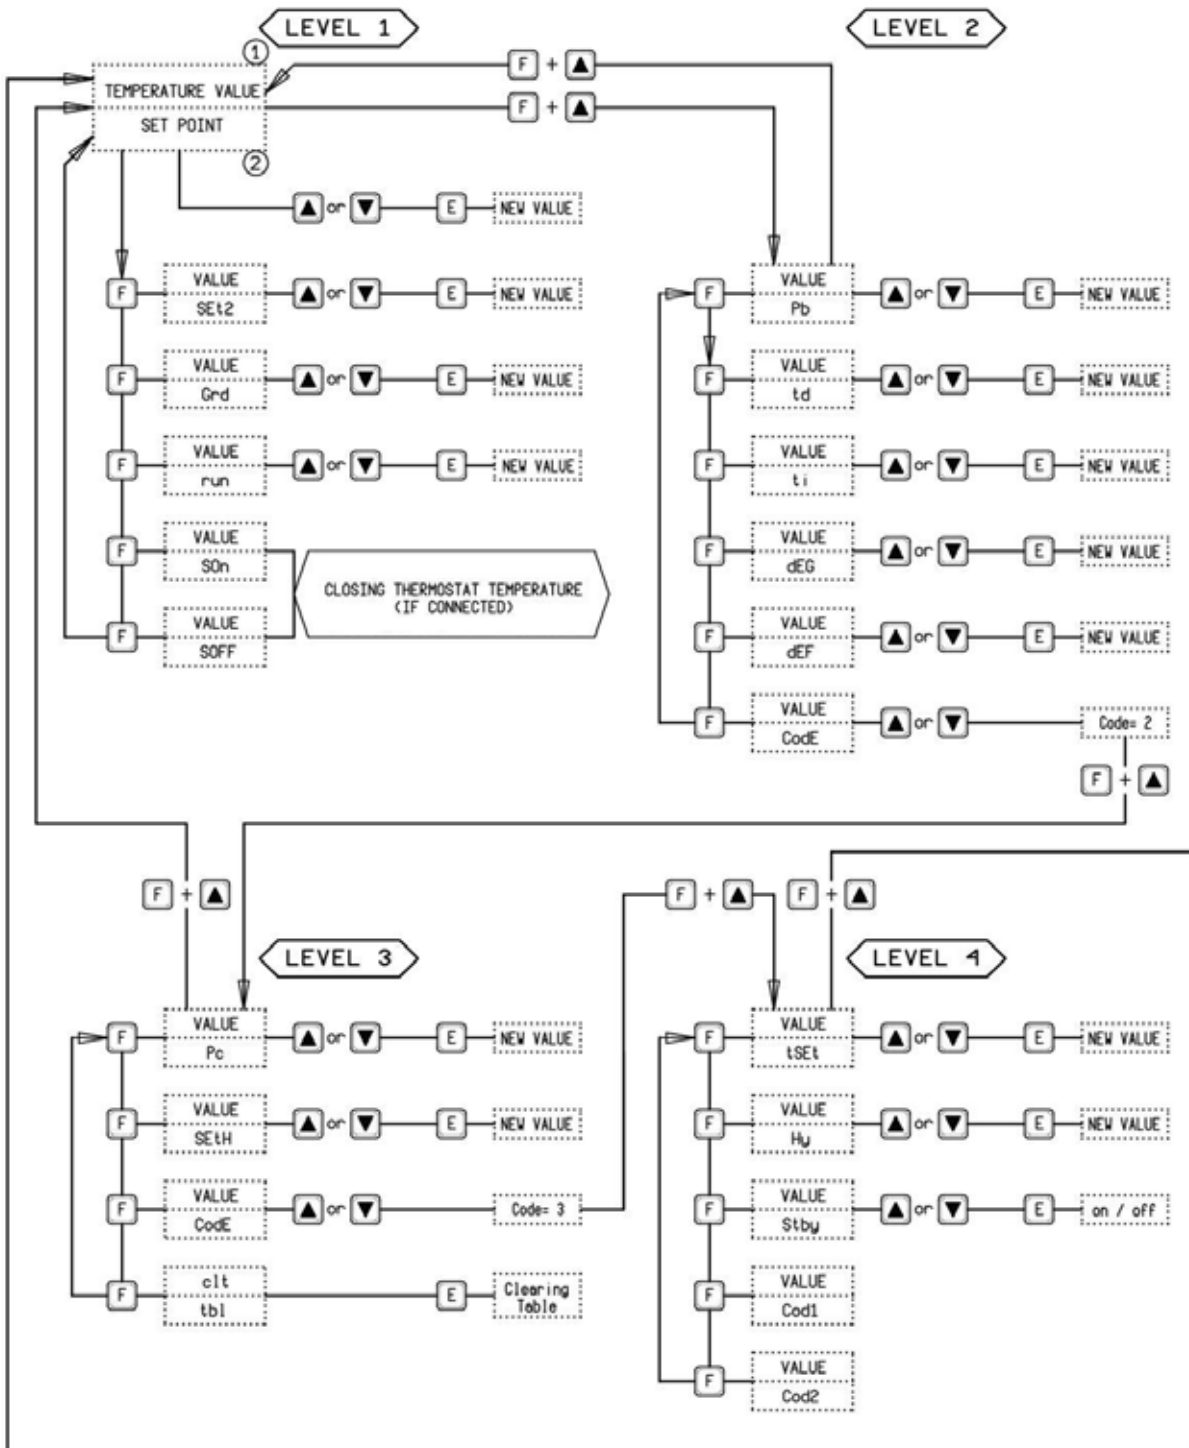 LEVEL 1
LEVEL 2
1
F + ▲
TEMPERATURE VALUE
F + ▲
SET POINT
2
▲ or ▼ E NEW VALUE
VALUE
F ▲ or ▼ E NEW VALUE
SEt2
VALUE
F ▲ or ▼ E NEW VALUE
Pb
VALUE
F ▲ or ▼ E NEW VALUE
Grd
VALUE
F ▲ or ▼ E NEW VALUE
td
VALUE
F ▲ or ▼ E NEW VALUE
run
VALUE
F ▲ or ▼ E NEW VALUE
ti
VALUE
F
SOn
CLOSING THERMOSTAT TEMPERATURE
(IF CONNECTED)
VALUE
F ▲ or ▼ E NEW VALUE
dEG
VALUE
F
SOFF
VALUE
F ▲ or ▼ E NEW VALUE
dEF
VALUE
F ▲ or ▼ Code= 2
CodE
F + ▲
F + ▲
F + ▲
F + ▲
LEVEL 3
LEVEL 4
VALUE
F ▲ or ▼ E NEW VALUE
Pc
VALUE
F ▲ or ▼ E NEW VALUE
tSEt
VALUE
F ▲ or ▼ E NEW VALUE
SEtH
VALUE
F ▲ or ▼ E NEW VALUE
Hy
VALUE
F ▲ or ▼ Code= 3
CodE
VALUE
F ▲ or ▼ E on / off
Stby
clt
F E Clearing
tbl Table
VALUE
F
Cod1
VALUE
F
Cod2